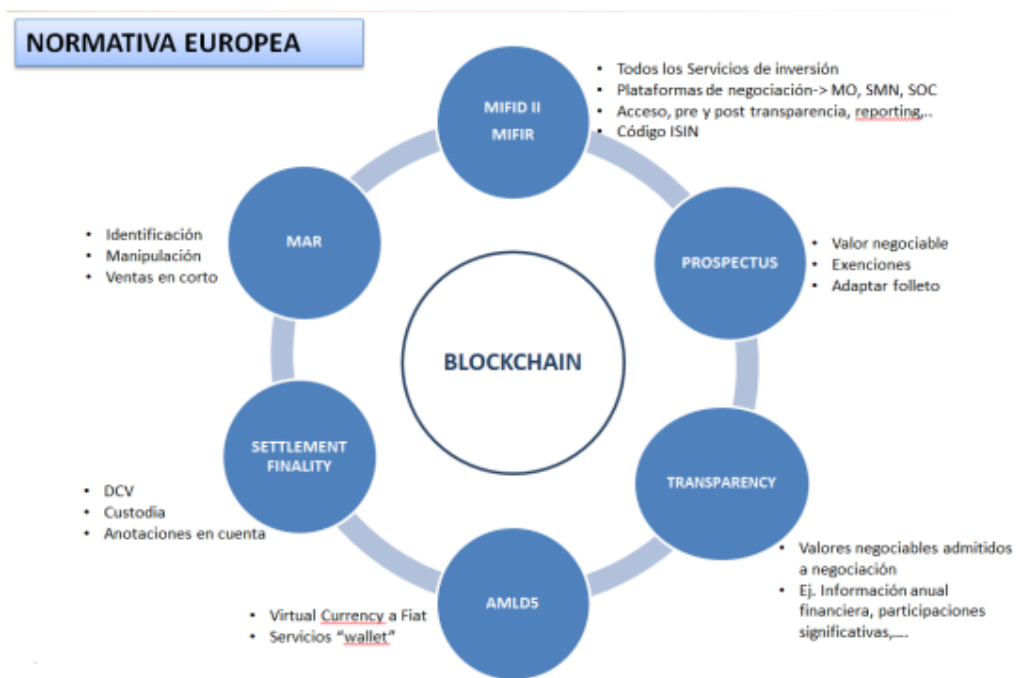 NORMATIVA EUROPEA
MIFID II
MIFIR
• Todos los Servicios de inversión
• Plataformas de negociación-> MO, SMN, SOC
• Acceso, pre y post transparencia, reporting,..
• Código ISIN
PROSPECTUS
• Valor negociable
• Exenciones
• Adaptar folleto
TRANSPARENCY
• Valores negociables admitidos
a negociación
• Ej. Información anual
financiera, participaciones
significativas,....
AMLD5
• Virtual Currency a Fiat
• Servicios “wallet”
SETTLEMENT
FINALITY
• DCV
• Custodia
• Anotaciones en cuenta
MAR
• Identificación
• Manipulación
• Ventas en corto
BLOCKCHAIN